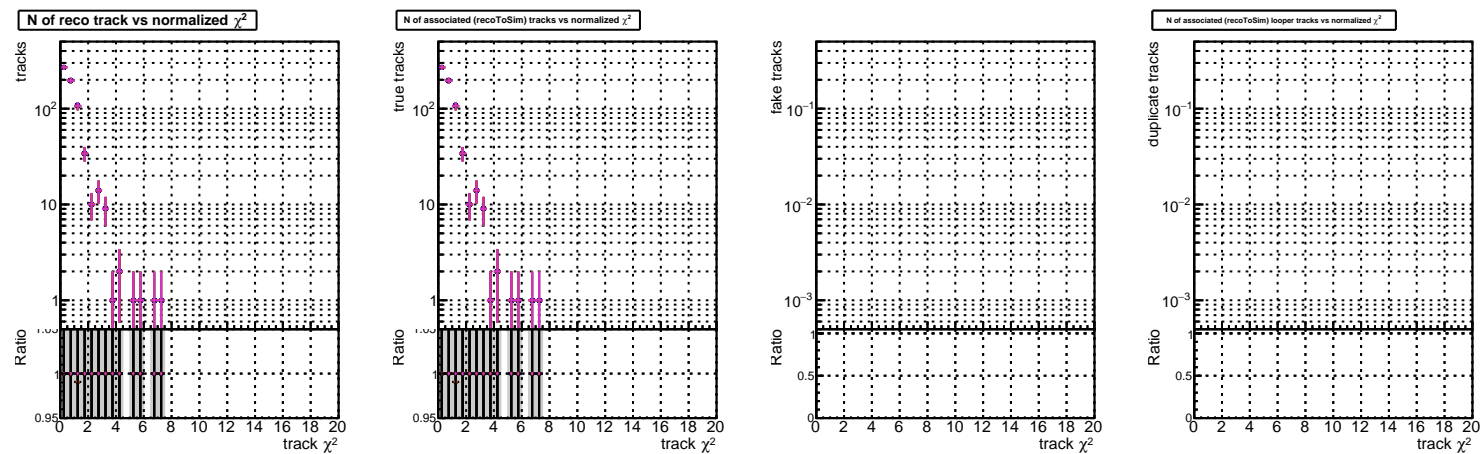 N of reco track vs normalized χ²
tracks
10²
10
1
1.05
Ratio
1
0.95
0 2 4 6 8 10 12 14 16 18 20
track χ²
N of associated (recoToSim) tracks vs normalized χ²
true tracks
10²
10
1
1.05
Ratio
1
0.95
0 2 4 6 8 10 12 14 16 18 20
track χ²
fake tracks
10⁻¹
10⁻²
10⁻³
Ratio
1
0.5
0
0 2 4 6 8 10 12 14 16 18 20
track χ²
N of associated (recoToSim) looper tracks vs normalized χ²
duplicate tracks
10⁻¹
10⁻²
10⁻³
Ratio
1
0.5
0
0 2 4 6 8 10 12 14 16 18 20
track χ²